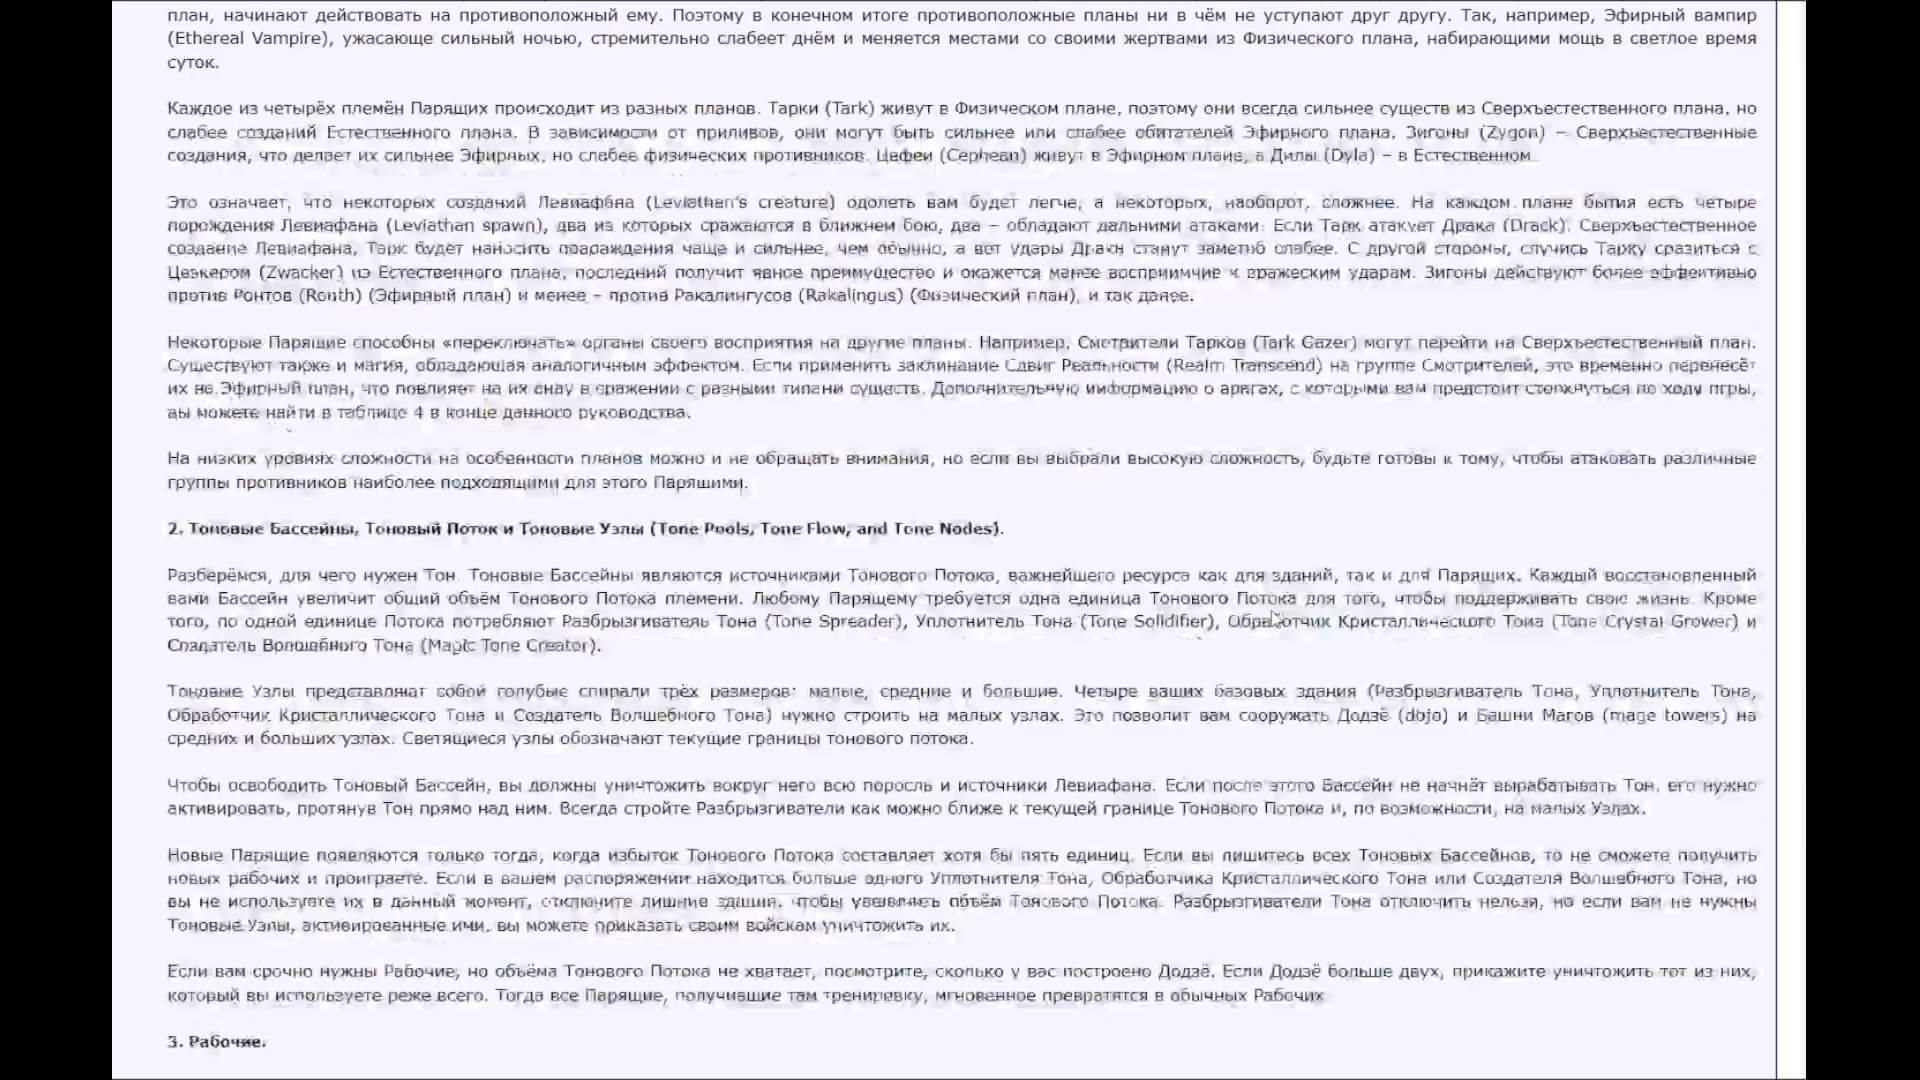 план, начинают действовать на противоположный ему. Поэтому в конечном итоге противоположные планы ни в чём не уступают друг другу. Так, например, Эфирный вампир
(Ethereal Vampire), ужасающе сильный ночью, стремительно слабеет днём и меняется местами со своими жертвами из Физического плана, набирающими мощь в светлое время
суток.
Каждое из четырёх племён Парящих происходит из разных планов. Тарки (Tark) живут в Физическом плане, поэтому они всегда сильнее существ из Сверхъестественного плана, но
слабее созданий Естественного плана. В зависимости от приливов, они могут быть сильнее или слабее обитателей Эфирного плана. Зигоны (Zygon) – Сверхъестественные
создания, что делает их сильнее Эфирных, но слабее физических противников. Цефеи (Cephean) живут в Эфирном плане, а Дилы (Dyla) – в Естественном.
Это означает, что некоторых созданий Левиафана (Leviathan's creature) одолеть вам будет легче, а некоторых, наоборот, сложнее. На каждом плане бытия есть четыре
порождения Левиафана (Leviathan spawn), два из которых сражаются в ближнем бою, два – обладают дальними атаками. Если Тарк атакует Драка (Drack), Сверхъестественное
создание Левиафана, Тарк будет наносить повраждения чаще и сильнее, чем обычно, а вот удары Драки станут заметно слабее. С другой стороны, случись Тарку сразиться с
(Zwacker) из Естественного плана, последний получит явное преимущество и окажется менее восприимчив к вражеским ударам. Зигоны действуют более эффективно
против Ронтов (Ronth) (Эфирный план) и менее – против Ракалингусов (Rakalingus) (Физический план), и так далее.
Некоторые Парящие способны «переключать» органы своего восприятия на другие планы. Например, Смотрители Тарков (Tark Gazer) могут перейти на Сверхъестественный план.
Существуют также и магия, обладающая аналогичным эффектом. Если применить заклинание Сдвиг Реальности (Realm Transcend) на группе Смотрителей, это временно перенесёт
их на Эфирный план, что повлияет на их силу в сражении с разными типами существ. Дополнительную информацию о врагах, с которыми вам предстоит столкнуться по ходу игры,
вы можете найти в таблице 4 в конце данного руководства.
На низких уровнях сложности на особенности планов можно и не обращать внимания, но если вы выбрали высокую сложность, будьте готовы к тому, чтобы атаковать различные
группы противников наиболее подходящими для этого Парящими.
2. Тоновые Бассейны, Тоновый Поток и Тоновые Узлы (Tone Pools, Tone Flow, and Tone Nodes).
Разберёмся, для чего нужен Тон. Тоновые Бассейны являются источниками Тонового Потока, важнейшего ресурса как для зданий, так и для Парящих. Каждый восстановленный
вами Бассейн увеличит общий объём Тонового Потока племени. Любому Парящему требуется одна единица Тонового Потока для того, чтобы поддерживать свою жизнь. Кроме
того, по одной единице Потока потребляют Разбрызгиватель Тона (Tone Spreader), Уплотнитель Тона (Tone Solidifier), Обработчик Кристаллического Тона (Tone Crystal Grower) и
Создатель Волшебного Тона (Magic Tone Creator).
Тоновые Узлы представляют собой голубые спирали трёх размеров: малые, средние и большие. Четыре ваших базовых здания (Разбрызгиватель Тона, Уплотнитель Тона,
Обработчик Кристаллического Тона и Создатель Волшебного Тона) нужно строить на малых узлах. Это позволит вам сооружать Додзё (dojo) и Башни Магов (mage towers) на
средних и больших узлах. Светящиеся узлы обозначают текущие границы тонового потока.
Чтобы освободить Тоновый Бассейн, вы должны уничтожить вокруг него всю поросль и источники Левиафана. Если после этого Бассейн не начнёт вырабатывать Тон, его нужно
активировать, протянув Тон прямо над ним. Всегда стройте Разбрызгиватели как можно ближе к текущей границе Тонового Потока и, по возможности, на малых Узлах.
Новые Парящие появляются только тогда, когда избыток Тонового Потока составляет хотя бы пять единиц. Если вы лишитесь всех Тоновых Бассейнов, то не сможете получить
новых рабочих и проиграете. Если в вашем распоряжении находится больше одного Уплотнителя Тона, Обработчика Кристаллического Тона или Создателя Волшебного Тона, но
вы не используете их в данный момент, отключите лишние здания, чтобы увеличить объём Тонового Потока. Разбрызгиватели Тона отключить нельзя, но если вам не нужны
Тоновые Узлы, активированные ими, вы можете приказать своим войскам уничтожить их.
Если вам срочно нужны Рабочие, но объёма Тонового Потока не хватает, посмотрите, сколько у вас построено Додзё. Если Додзё больше двух, прикажите уничтожить тот из них,
который вы используете реже всего. Тогда все Парящие, получившие там тренировку, мгновенное превратятся в обычных Рабочих
3. Рабочие.